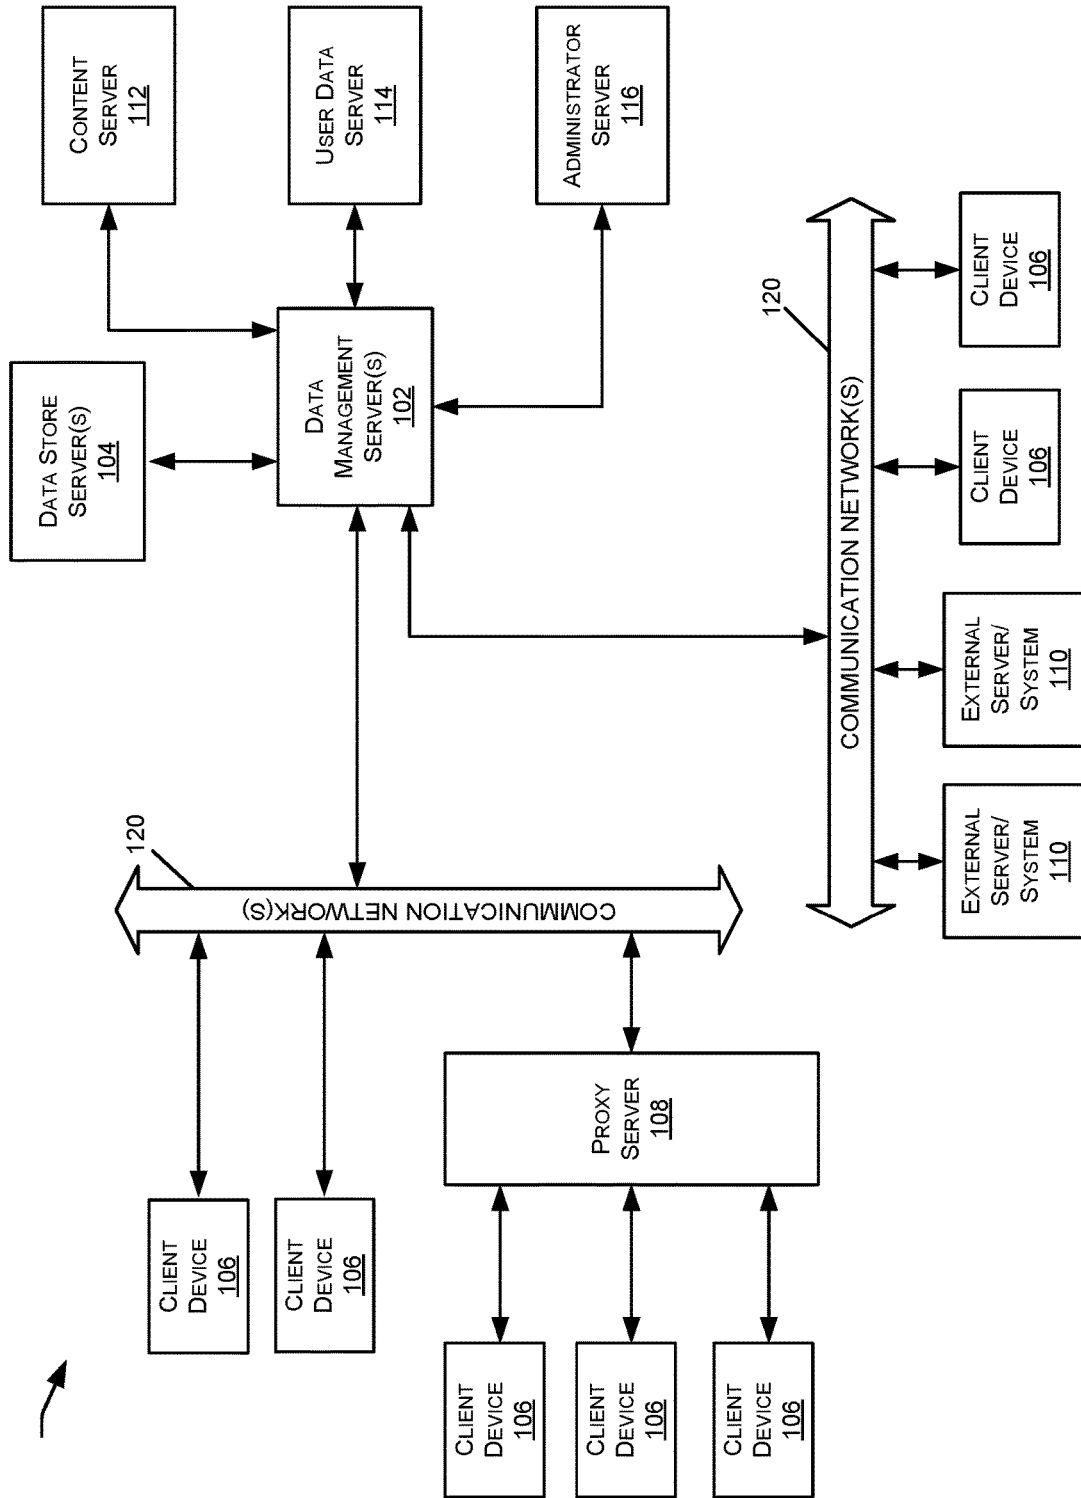 CLIENT
DEVICE
106
CLIENT
DEVICE
106
CLIENT
DEVICE
106
CLIENT
DEVICE
106
CLIENT
DEVICE
106
PROXY
SERVER
108
COMMUNICATION NETWORK(S)
120
DATA STORE
SERVER(S)
104
DATA
MANAGEMENT
SERVER(S)
102
CONTENT
SERVER
112
USER DATA
SERVER
114
ADMINISTRATOR
SERVER
116
120
COMMUNICATION NETWORK(S)
EXTERNAL
SERVER/
SYSTEM
110
EXTERNAL
SERVER/
SYSTEM
110
CLIENT
DEVICE
106
CLIENT
DEVICE
106